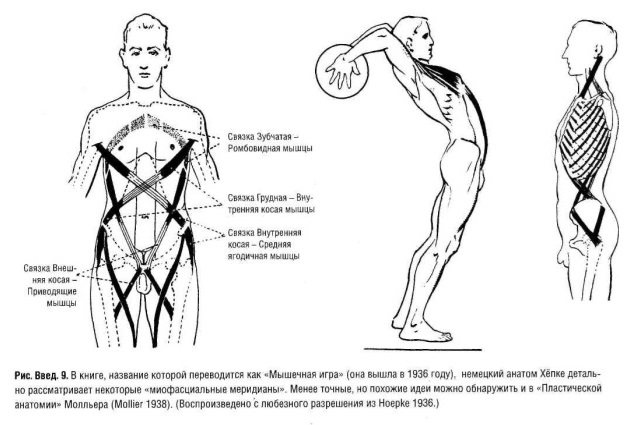 Связка Зубчатая –
Ромбовидная мышцы
Связка Грудная – Вну-
тренняя косая мышцы
Связка Внутренняя
косая – Средняя
ягодичная мышцы
Связка Внеш-
няя косая –
Приводящие
мышцы
Рис. Введ. 9. В книге, название которой переводится как «Мышечная игра» (она вышла в 1936 году), немецкий анатом Хёпке деталь-
но рассматривает некоторые «миофасциальные меридианы». Менее точные, но похожие идеи можно обнаружить и в «Пластической
анатомии» Молльера (Mollier 1938). (Воспроизведено с любезного разрешения из Hoepke 1936.)